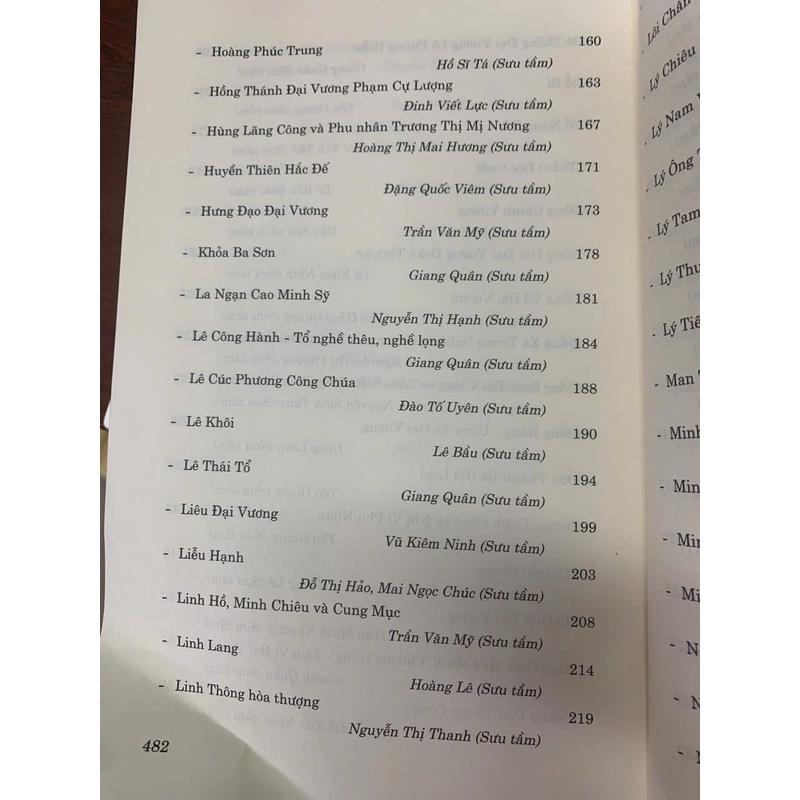 - Hoàng Phúc Trung 160
Hồ Sĩ Tá (Sưu tầm)
- Hồng Thánh Đại Vương Phạm Cự Lượng 163
Đinh Viết Lực (Sưu tầm)
- Hùng Lãng Công và Phu nhân Trương Thị Mị Nương 167
Hoàng Thị Mai Hương (Sưu tầm)
- Huyền Thiên Hắc Đế 171
Đặng Quốc Viêm (Sưu tầm)
- Hưng Đạo Đại Vương 173
Trần Văn Mỹ (Sưu tầm)
- Khỏa Ba Sơn 178
Giang Quân (Sưu tầm)
- La Ngạn Cao Minh Sỹ 181
Nguyễn Thị Hạnh (Sưu tầm)
- Lê Công Hành - Tổ nghề thêu, nghề lọng 184
Giang Quân (Sưu tầm)
- Lê Cúc Phương Công Chúa 188
Đào Tố Uyên (Sưu tầm)
- Lê Khôi 190
Lê Bầu (Sưu tầm)
- Lê Thái Tổ 194
Giang Quân (Sưu tầm)
- Liêu Đại Vương 199
Vũ Kiêm Ninh (Sưu tầm)
- Liễu Hạnh 203
Đỗ Thị Hảo, Mai Ngọc Chúc (Sưu tầm)
- Linh Hồ, Minh Chiêu và Cung Mục 208
Trần Văn Mỹ (Sưu tầm)
- Linh Lang 214
Hoàng Lê (Sưu tầm)
- Linh Thông hòa thượng 219
Nguyễn Thị Thanh (Sưu tầm)
482
- Lôi Chân
- Lý Chiêu
- Lý Nam
- Lý Ông
- Lý Tam
- Lý Thu
- Lý Tiê
- Man
- Minh
- Min
- Min
- Mi